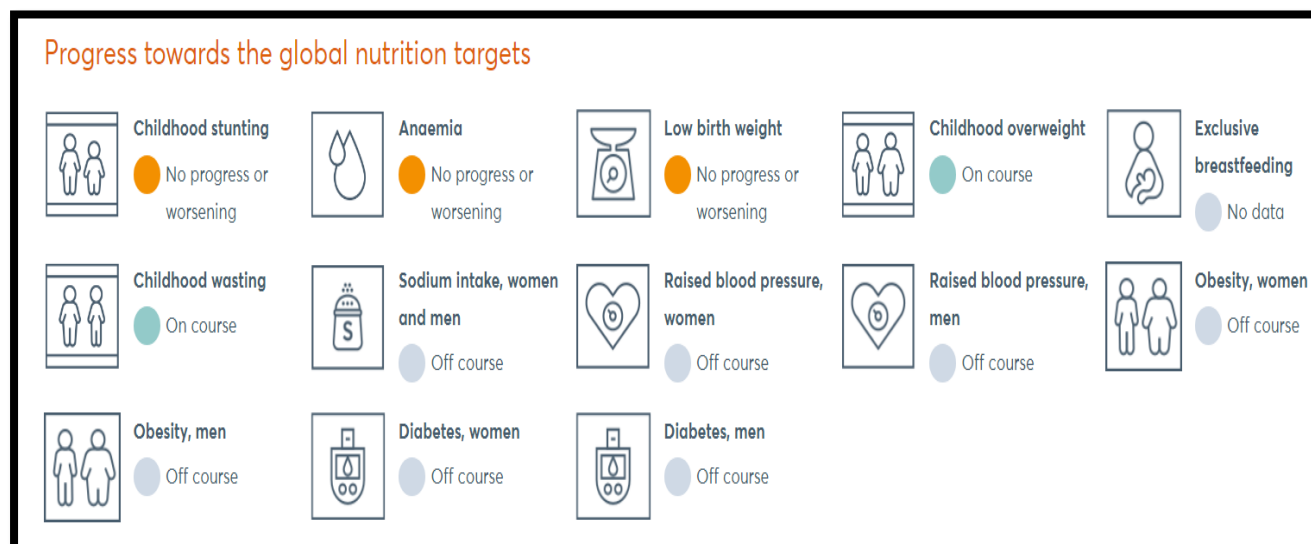 Progress towards the global nutrition targets
Childhood stunting
No progress or
worsening
Anaemia
No progress or
worsening
Low birth weight
No progress or
worsening
Childhood overweight
On course
Exclusive
breastfeeding
No data
Childhood wasting
On course
S
Sodium intake, women
and men
Off course
Raised blood pressure,
women
Off course
Raised blood pressure,
men
Off course
Obesity, women
Off course
Obesity, men
Off course
Diabetes, women
Off course
Diabetes, men
Off course